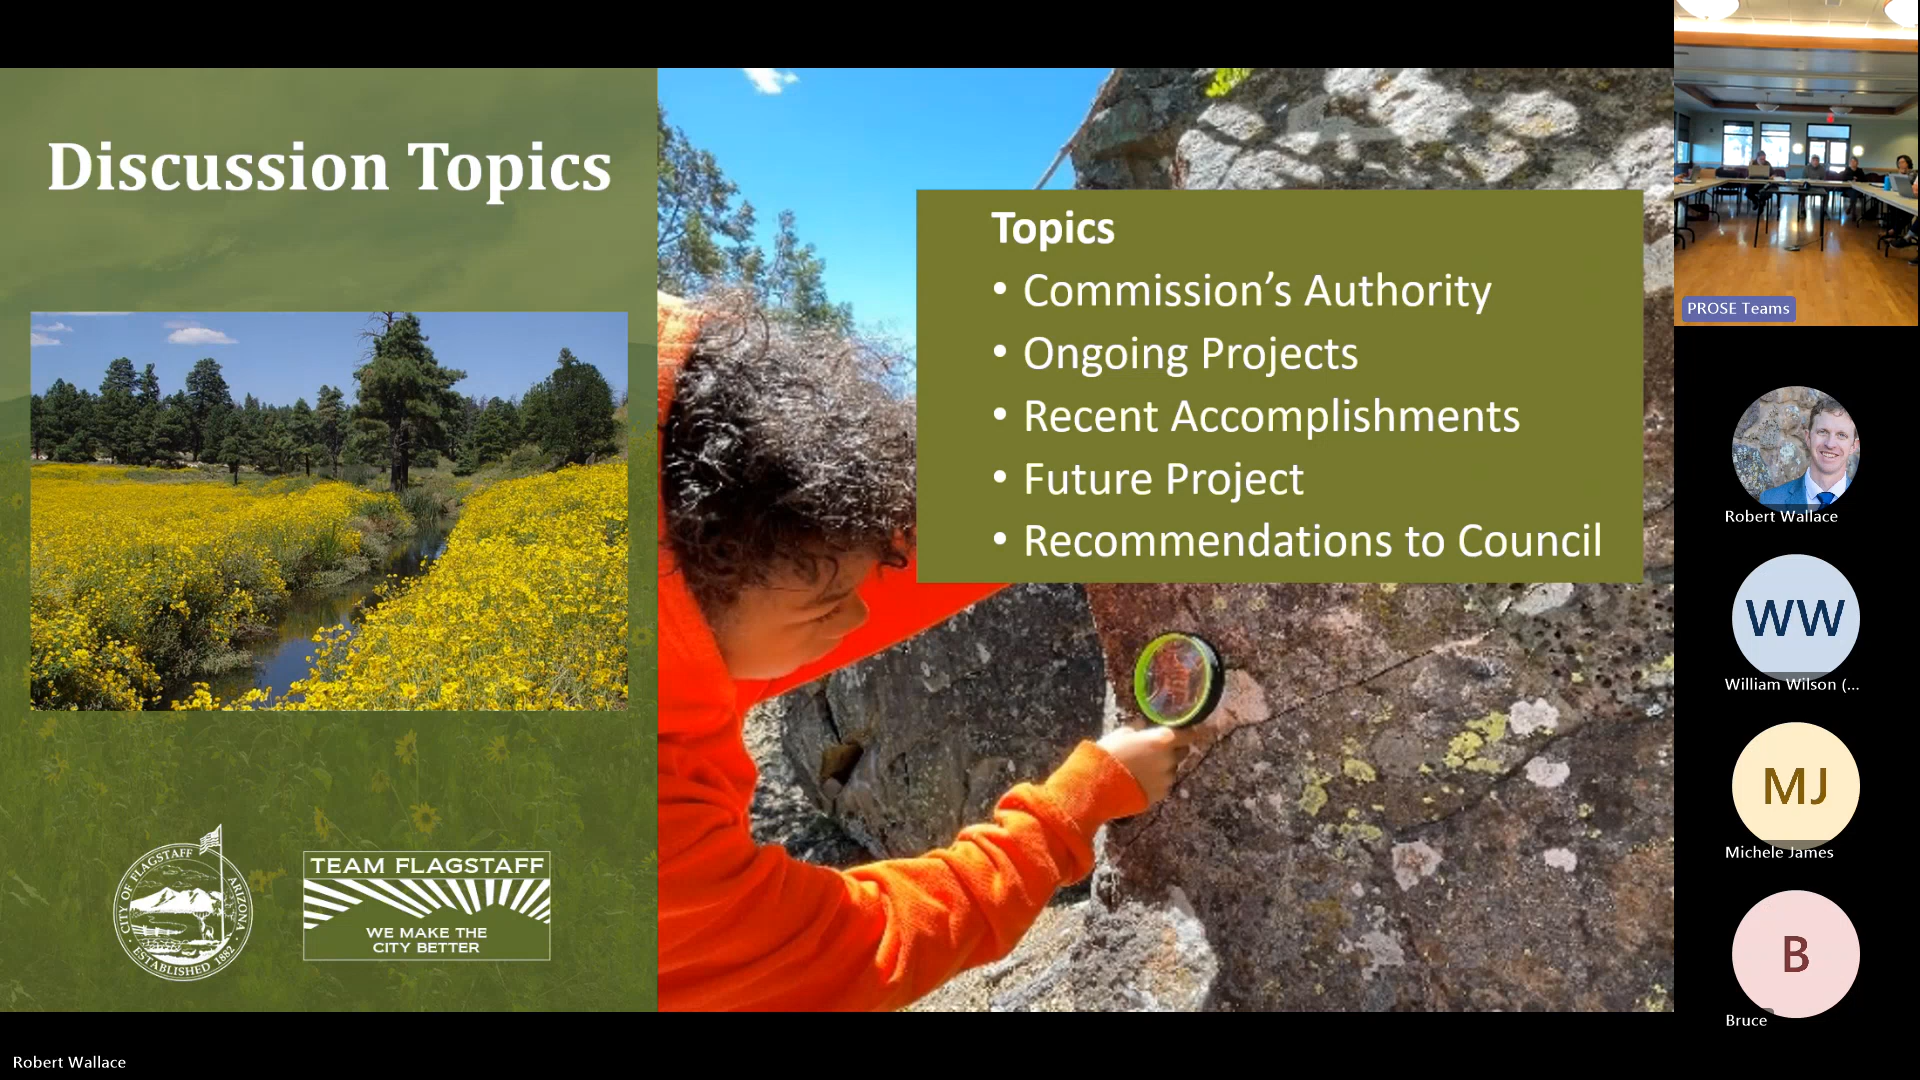 Discussion Topics
Topics
• Commission’s Authority
• Ongoing Projects
• Recent Accomplishments
• Future Project
• Recommendations to Council
CITY OF FLAGSTAFF ARIZONA
ESTABLISHED 1882
TEAM FLAGSTAFF
WE MAKE THE
CITY BETTER
PROSE Teams
Robert Wallace
WW
William Wilson (...
MJ
Michele James
B
Bruce
Robert Wallace